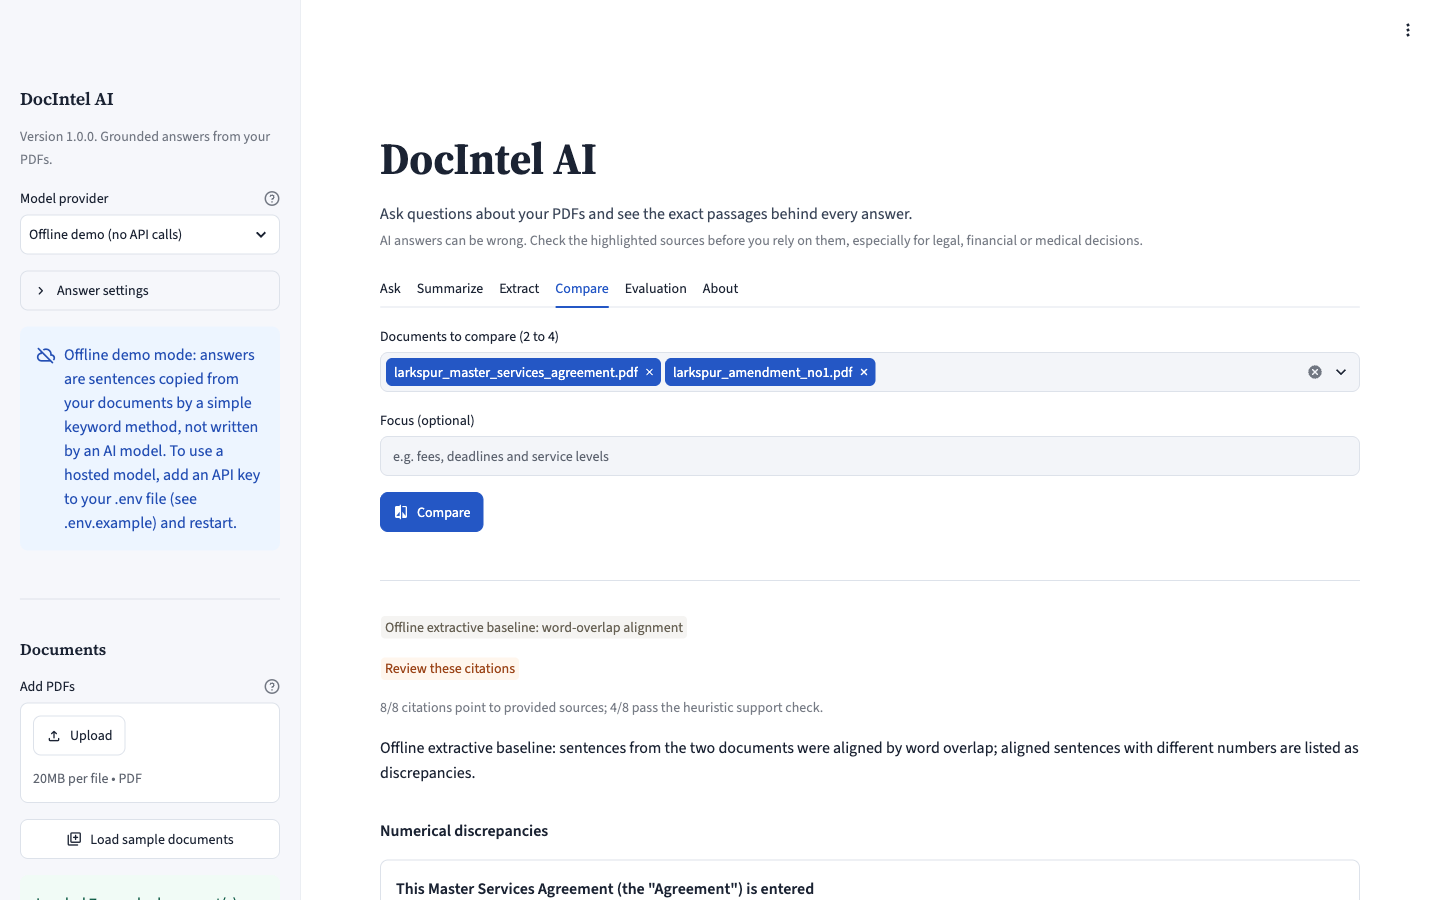 DocIntel AI
Version 1.0.0. Grounded answers from your
PDFs.
Model provider
Offline demo (no API calls)
Answer settings
Offline demo mode: answers
are sentences copied from
your documents by a simple
keyword method, not written
by an AI model. To use a
hosted model, add an API key
to your .env file (see
.env.example) and restart.
Documents
Add PDFs
Upload
20MB per file • PDF
Load sample documents
DocIntel AI
Ask questions about your PDFs and see the exact passages behind every answer.
AI answers can be wrong. Check the highlighted sources before you rely on them, especially for legal, financial or medical decisions.
Ask Summarize Extract Compare Evaluation About
Documents to compare (2 to 4)
larkspur_master_services_agreement.pdf larkspur_amendment_no1.pdf
Focus (optional)
e.g. fees, deadlines and service levels
Compare
Offline extractive baseline: word-overlap alignment
Review these citations
8/8 citations point to provided sources; 4/8 pass the heuristic support check.
Offline extractive baseline: sentences from the two documents were aligned by word overlap; aligned sentences with different numbers are listed as
discrepancies.
Numerical discrepancies
This Master Services Agreement (the "Agreement") is entered